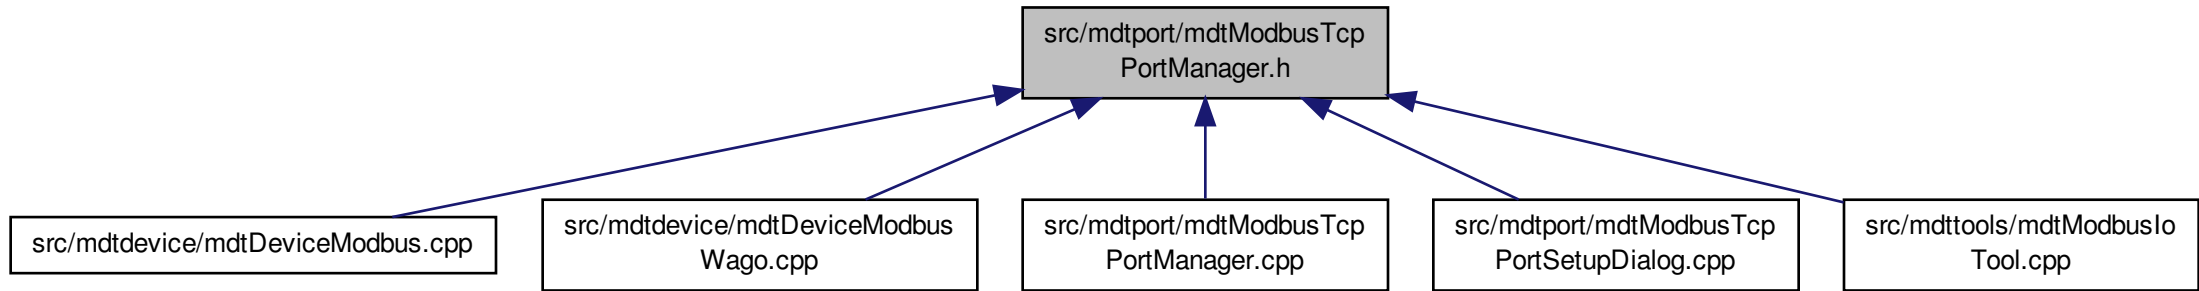 src/mdtport/mdtModbusTcp
PortManager.h
src/mdtdevice/mdtDeviceModbus.cpp
src/mdtdevice/mdtDeviceModbus
Wago.cpp
src/mdtport/mdtModbusTcp
PortManager.cpp
src/mdtport/mdtModbusTcp
PortSetupDialog.cpp
src/mdttools/mdtModbusIo
Tool.cpp